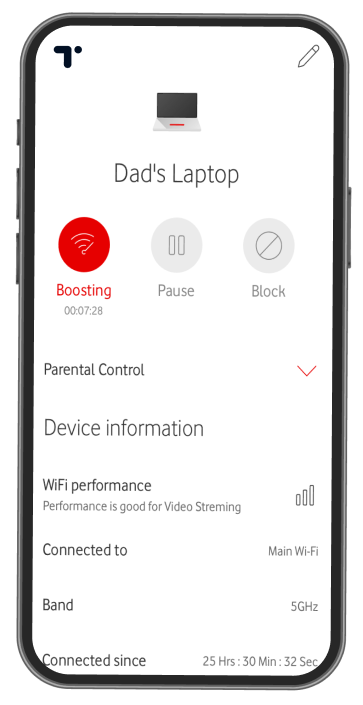 Dad's Laptop
Boosting Pause Block
00:07:28
Parental Control
Device information
WiFi performance
Performance is good for Video Streming
Connected to Main Wi-Fi
Band 5GHz
Connected since 25 Hrs : 30 Min : 32 Sec